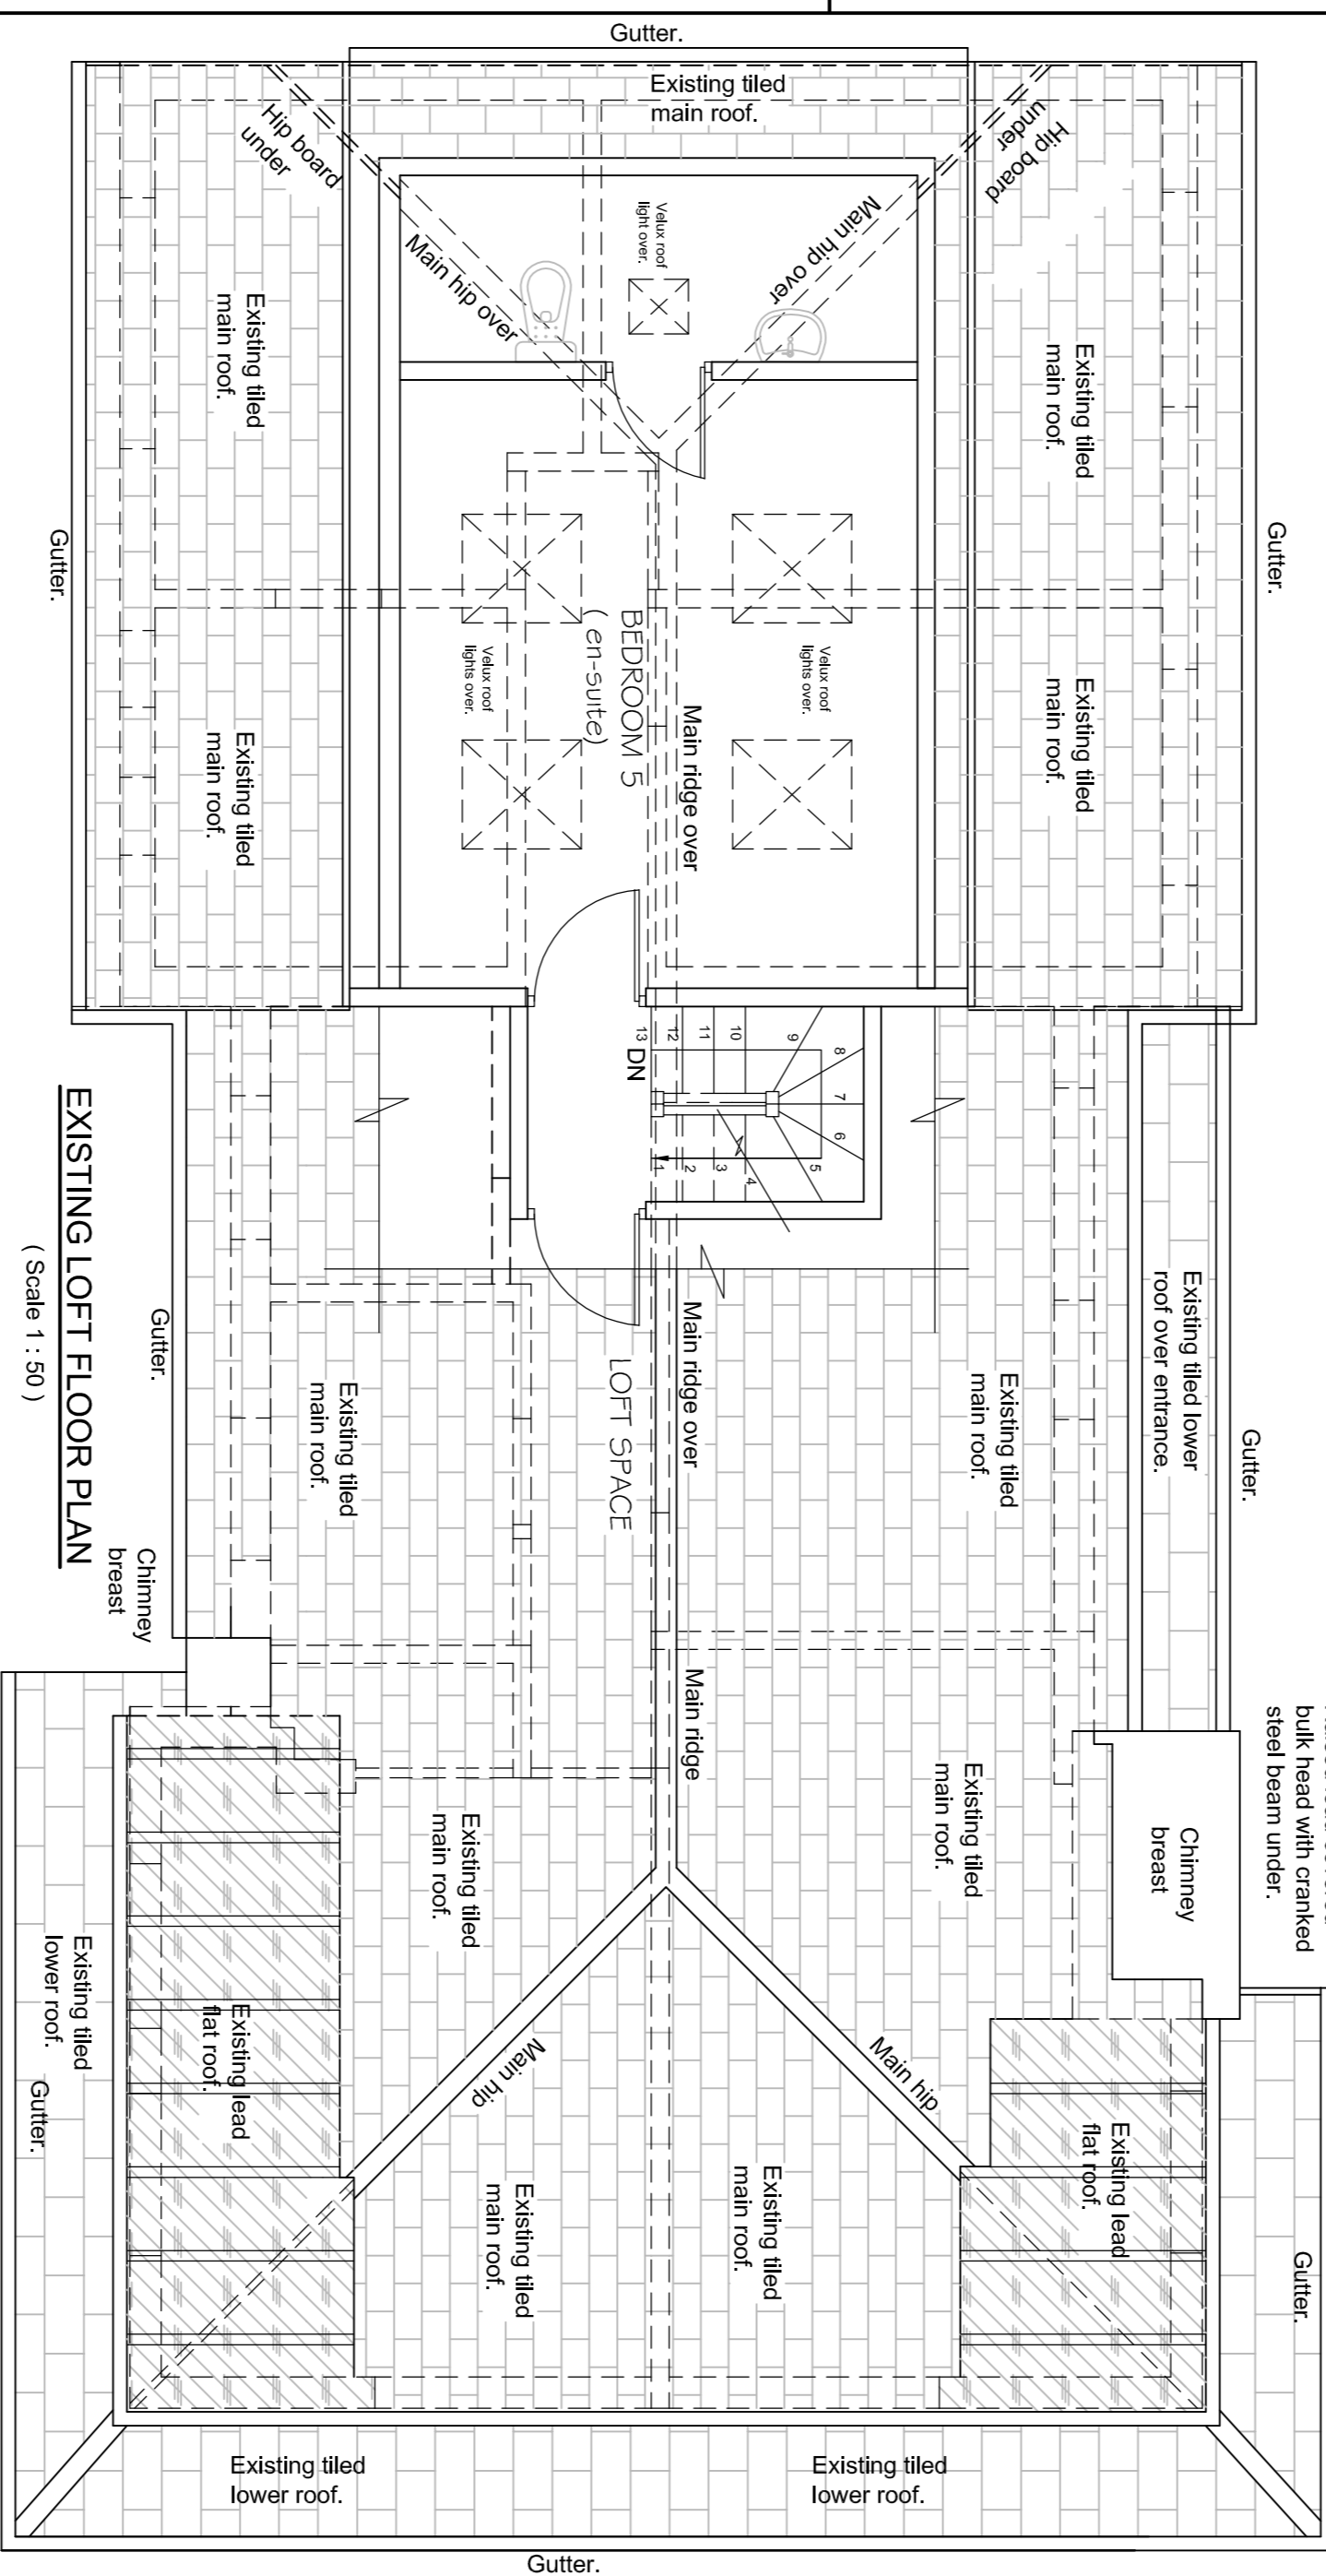 Gutter.
Existing tiled
main roof.
Hip board
under
Hip board
under
Main hip over
Main hip over
Velux roof
light over.
Existing tiled
main roof.
Existing tiled
main roof.
Gutter.
Gutter.
Velux roof
lights over.
Velux roof
lights over.
BEDROOM 5
(en-suite)
Main ridge over
Existing tiled
main roof.
Existing tiled
main roof.
13
12
11
10
9
8
7
6
5
4
3
2
1
DN
EXISTING LOFT FLOOR PLAN
( Scale 1 : 50 )
Gutter.
Existing tiled
main roof.
LOFT SPACE
Main ridge over
Existing tiled
main roof.
Existing tiled lower
roof over entrance.
Gutter.
Chimney
breast
Main ridge
bulk head with cranked
steel beam under.
Chimney
breast
Existing tiled
main roof.
Existing tiled
main roof.
Existing tiled
lower roof.
Gutter.
Existing lead
flat roof.
Main hip
Main hip
Existing lead
flat roof.
Existing tiled
main roof.
Existing tiled
main roof.
Gutter.
Existing tiled
lower roof.
Existing tiled
lower roof.
Gutter.